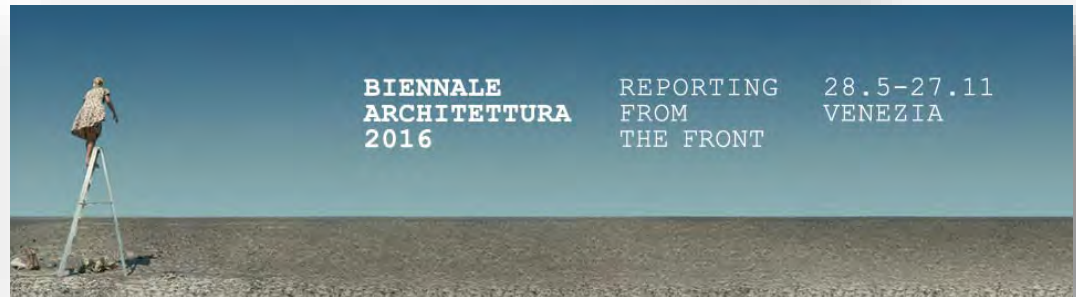 BIENNALE
ARCHITETTURA
2016
REPORTING
FROM
THE FRONT
28.5–27.11
VENEZIA